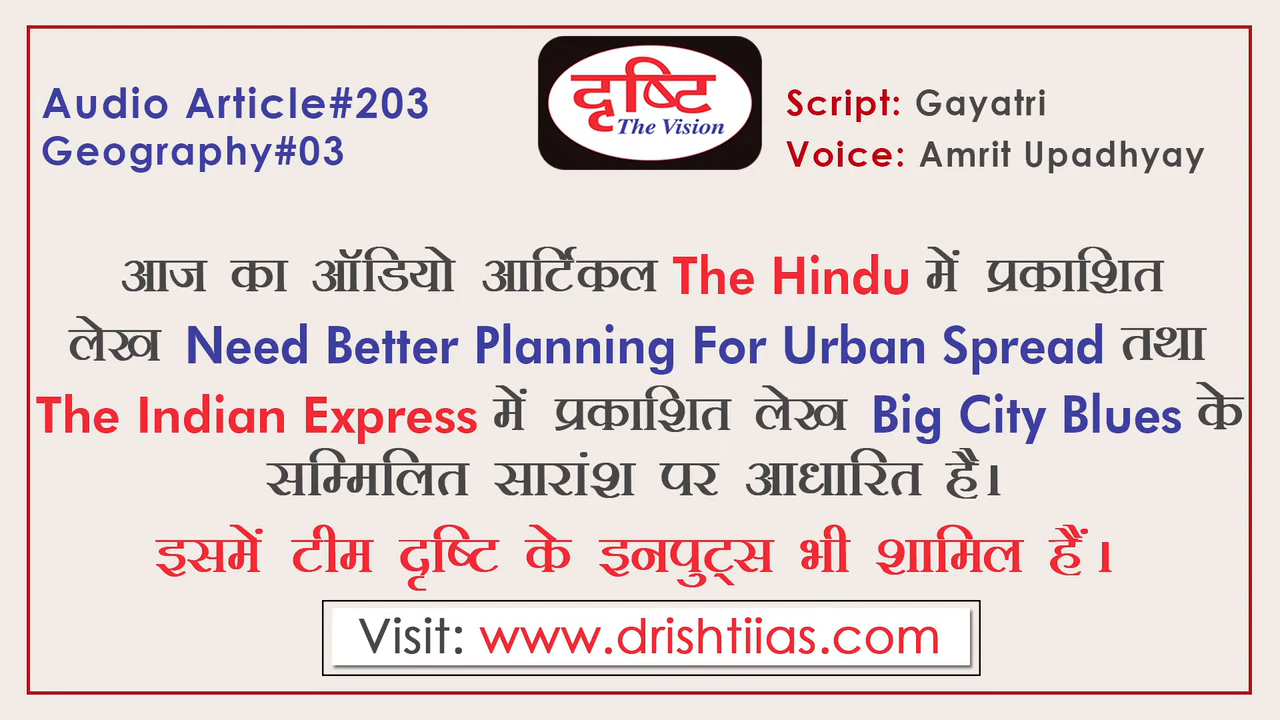 Audio Article#203
Geography#03
दृष्टि
The Vision
Script: Gayatri
Voice: Amrit Upadhyay
आज का ऑडियो आर्टिकल The Hindu में प्रकाशित
लेख Need Better Planning For Urban Spread तथा
The Indian Express में प्रकाशित लेख Big City Blues के
सम्मिलित सारांश पर आधारित है।
इसमें टीम दृष्टि के इनपुट्स भी शामिल हैं।
Visit: www.drishtiias.com